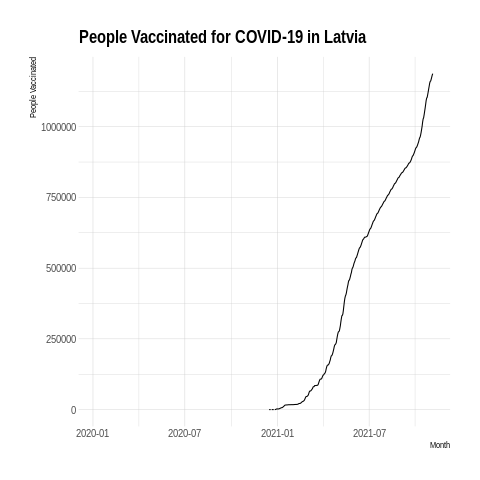 People Vaccinated for COVID-19 in Latvia
People Vaccinated
1000000
750000
500000
250000
0
2020-01 2020-07 2021-01 2021-07
Month